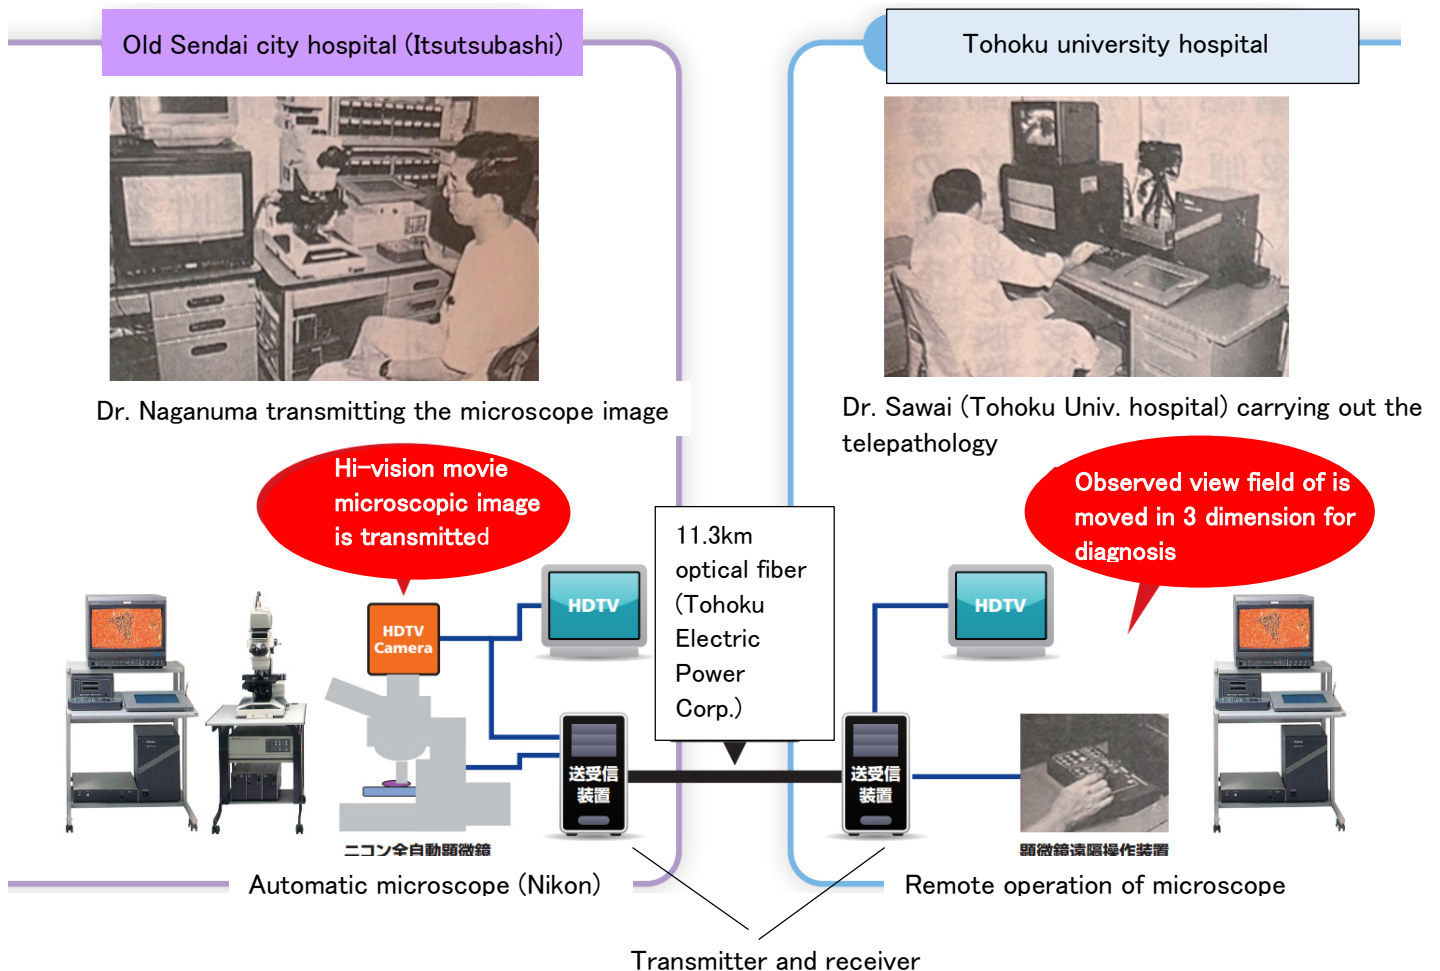 Old Sendai city hospital (Itsutsubashi)
Tohoku university hospital
Dr. Naganuma transmitting the microscope image
Dr. Sawai (Tohoku Univ. hospital) carrying out the
telepathology
Hi-vision movie
microscopic image
is transmitted
Observed view field of is
moved in 3 dimension for
diagnosis
11.3km
optical fiber
(Tohoku
Electric
Power
Corp.)
HDTV
Camera
HDTV
HDTV
送受信
装置
送受信
装置
ニコン全自動顕微鏡
顕微鏡遠隔操作装置
Automatic microscope (Nikon)
Remote operation of microscope
Transmitter and receiver